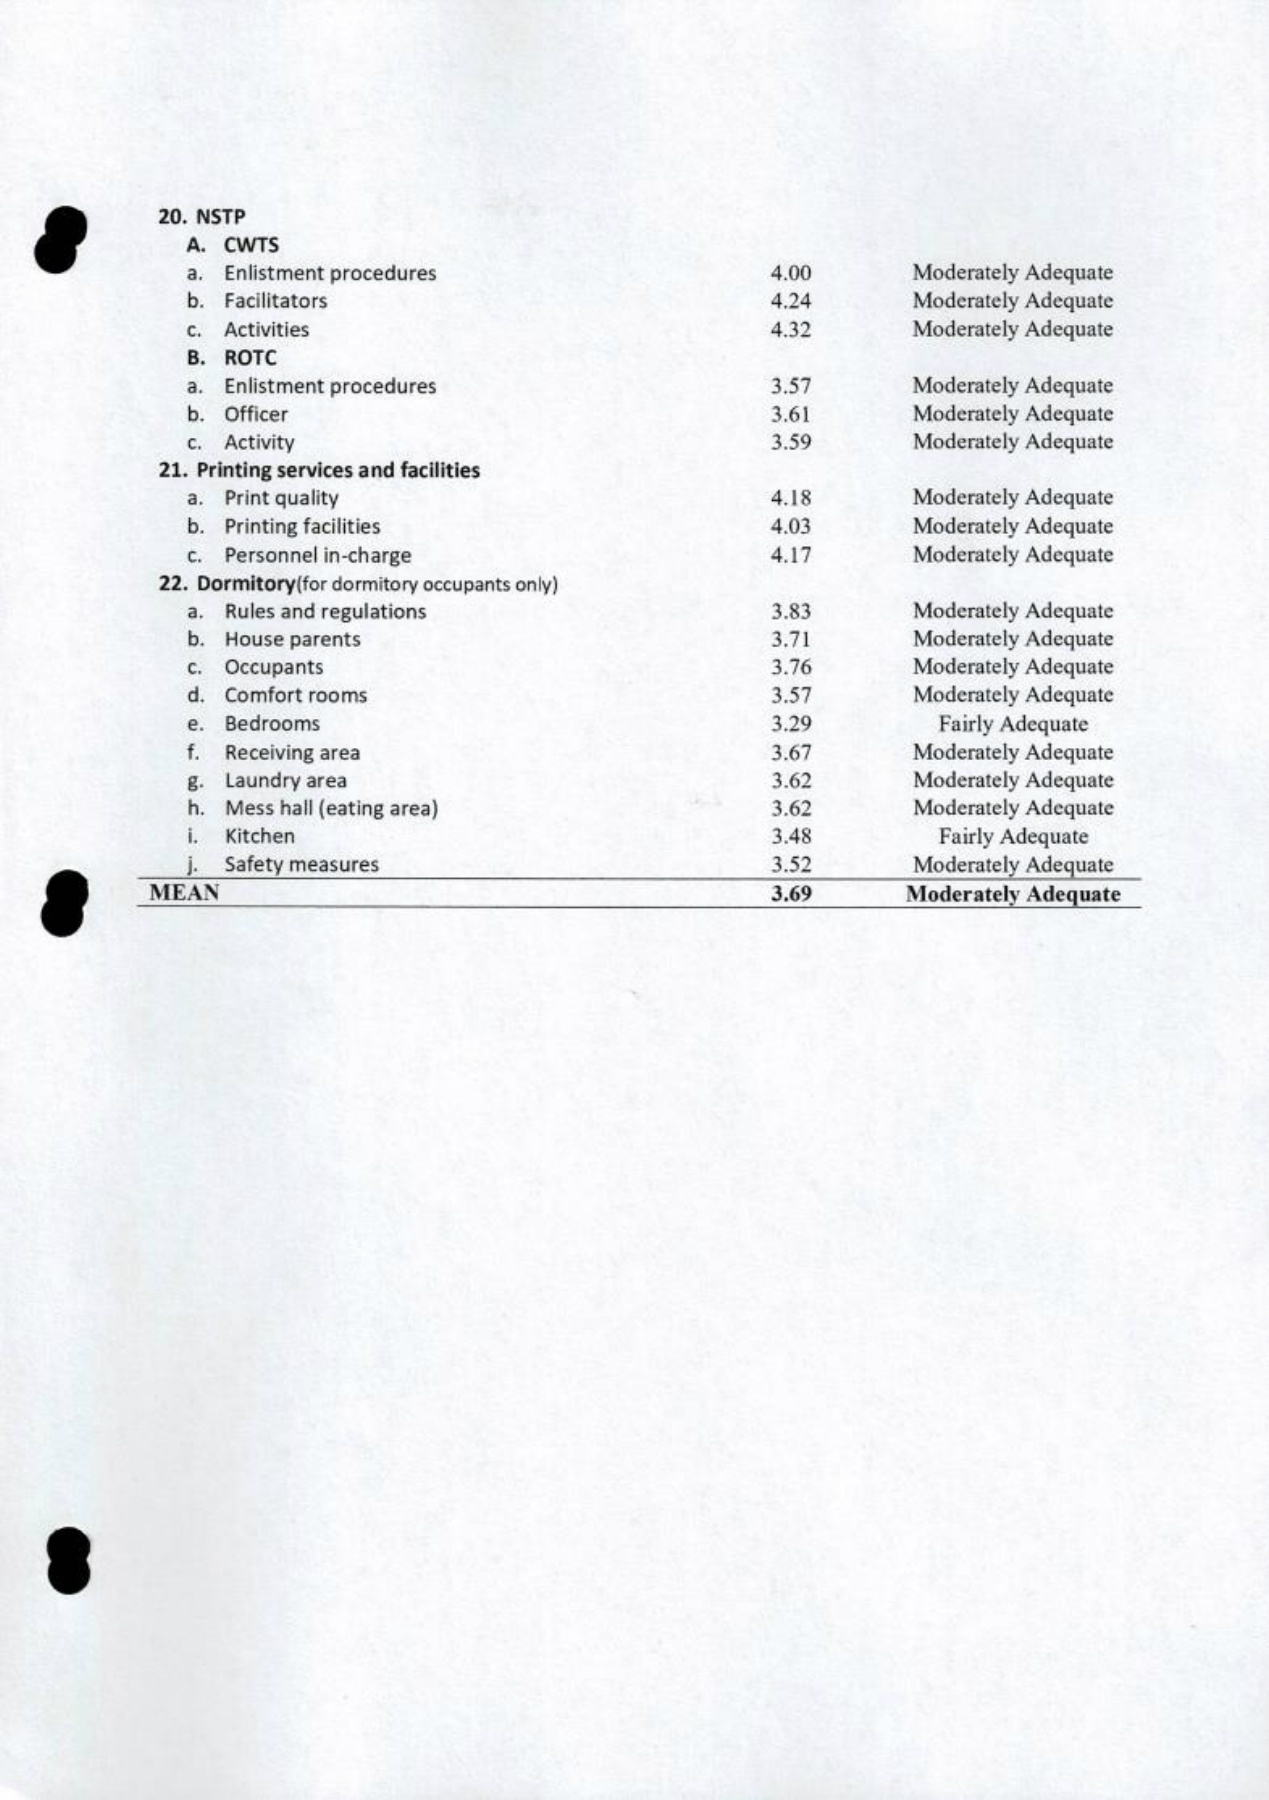 20. NSTP
A. CWTS
a. Enlistment procedures 4.00 Moderately Adequate
b. Facilitators 4.24 Moderately Adequate
c. Activities 4.32 Moderately Adequate
B. ROTC
a. Enlistment procedures 3.57 Moderately Adequate
b. Officer 3.61 Moderately Adequate
c. Activity 3.59 Moderately Adequate
21. Printing services and facilities
a. Print quality 4.18 Moderately Adequate
b. Printing facilities 4.03 Moderately Adequate
c. Personnel in-charge 4.17 Moderately Adequate
22. Dormitory(for dormitory occupants only)
a. Rules and regulations 3.83 Moderately Adequate
b. House parents 3.71 Moderately Adequate
c. Occupants 3.76 Moderately Adequate
d. Comfort rooms 3.57 Moderately Adequate
e. Bedrooms 3.29 Fairly Adequate
f. Receiving area 3.67 Moderately Adequate
g. Laundry area 3.62 Moderately Adequate
h. Mess hall (eating area) 3.62 Moderately Adequate
i. Kitchen 3.48 Fairly Adequate
j. Safety measures 3.52 Moderately Adequate
MEAN 3.69 Moderately Adequate